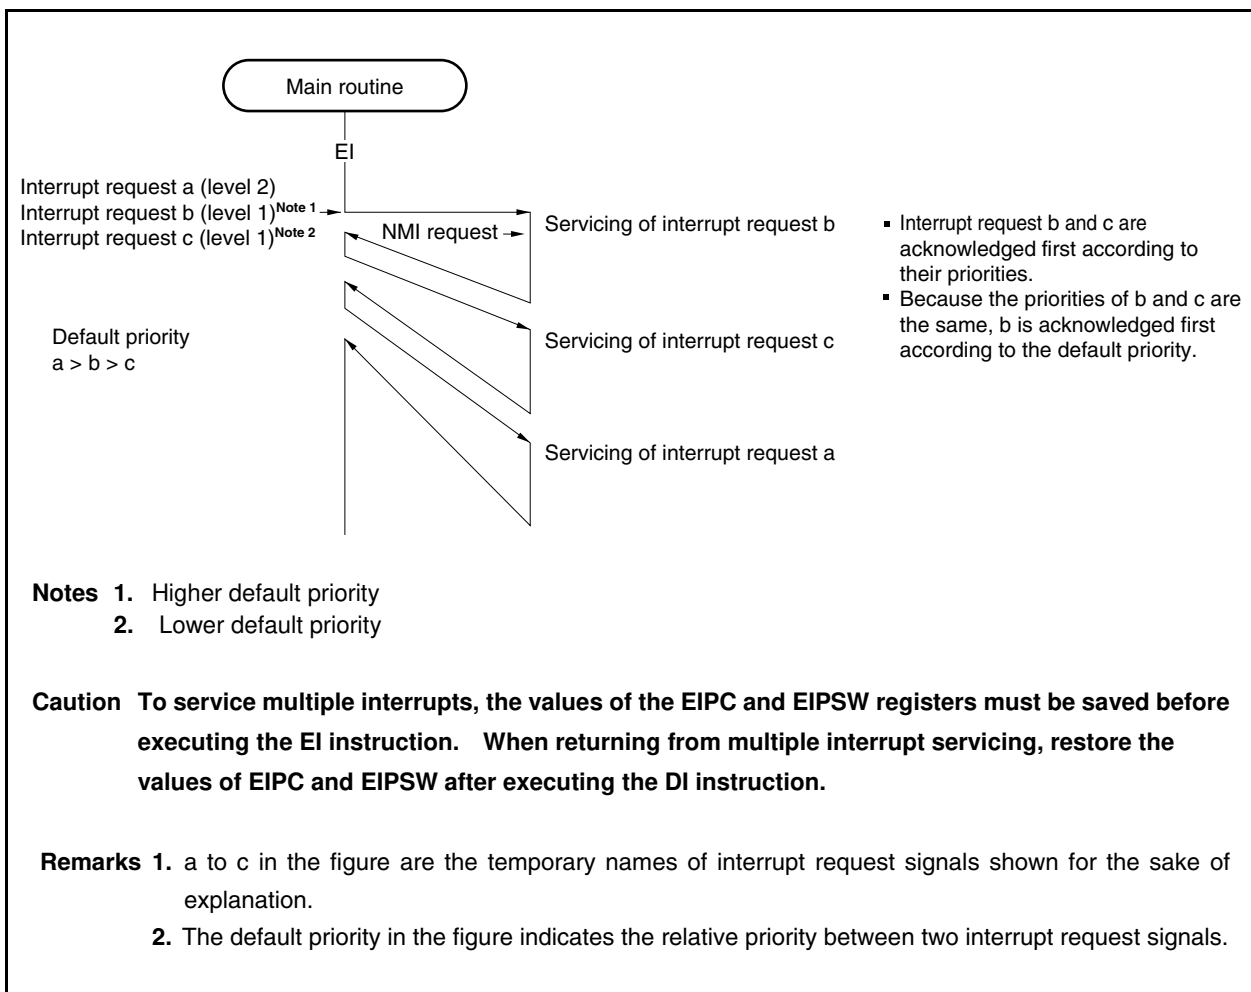 Main routine
EI
Interrupt request a (level 2)
Interrupt request b (level 1)Note 1
Interrupt request c (level 1)Note 2
NMI request
Servicing of interrupt request b
Default priority
a > b > c
Servicing of interrupt request c
Servicing of interrupt request a
▪ Interrupt request b and c are
acknowledged first according to
their priorities.
▪ Because the priorities of b and c are
the same, b is acknowledged first
according to the default priority.
Notes 1. Higher default priority
2. Lower default priority
Caution To service multiple interrupts, the values of the EIPC and EIPSW registers must be saved before
executing the EI instruction. When returning from multiple interrupt servicing, restore the
values of EIPC and EIPSW after executing the DI instruction.
Remarks 1. a to c in the figure are the temporary names of interrupt request signals shown for the sake of
explanation.
2. The default priority in the figure indicates the relative priority between two interrupt request signals.